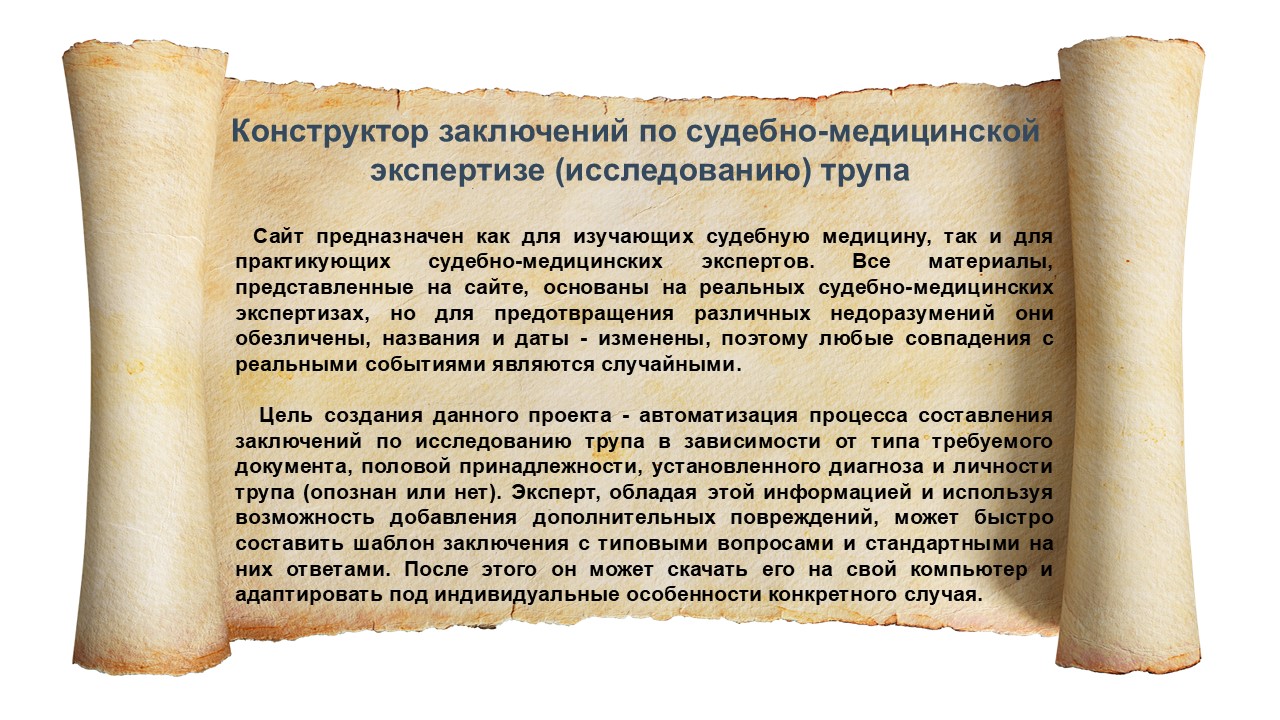 Конструктор заключений по судебно-медицинской
экспертизе (исследованию) трупа
Сайт предназначен как для изучающих судебную медицину, так и для
практикующих судебно-медицинских экспертов. Все материалы,
представленные на сайте, основаны на реальных судебно-медицинских
экспертизах, но для предотвращения различных недоразумений они
обезличены, названия и даты - изменены, поэтому любые совпадения с
реальными событиями являются случайными.
Цель создания данного проекта - автоматизация процесса составления
заключений по исследованию трупа в зависимости от типа требуемого
документа, половой принадлежности, установленного диагноза и личности
трупа (опознан или нет). Эксперт, обладая этой информацией и используя
возможность добавления дополнительных повреждений, может быстро
составить шаблон заключения с типовыми вопросами и стандартными на
них ответами. После этого он может скачать его на свой компьютер и
адаптировать под индивидуальные особенности конкретного случая.